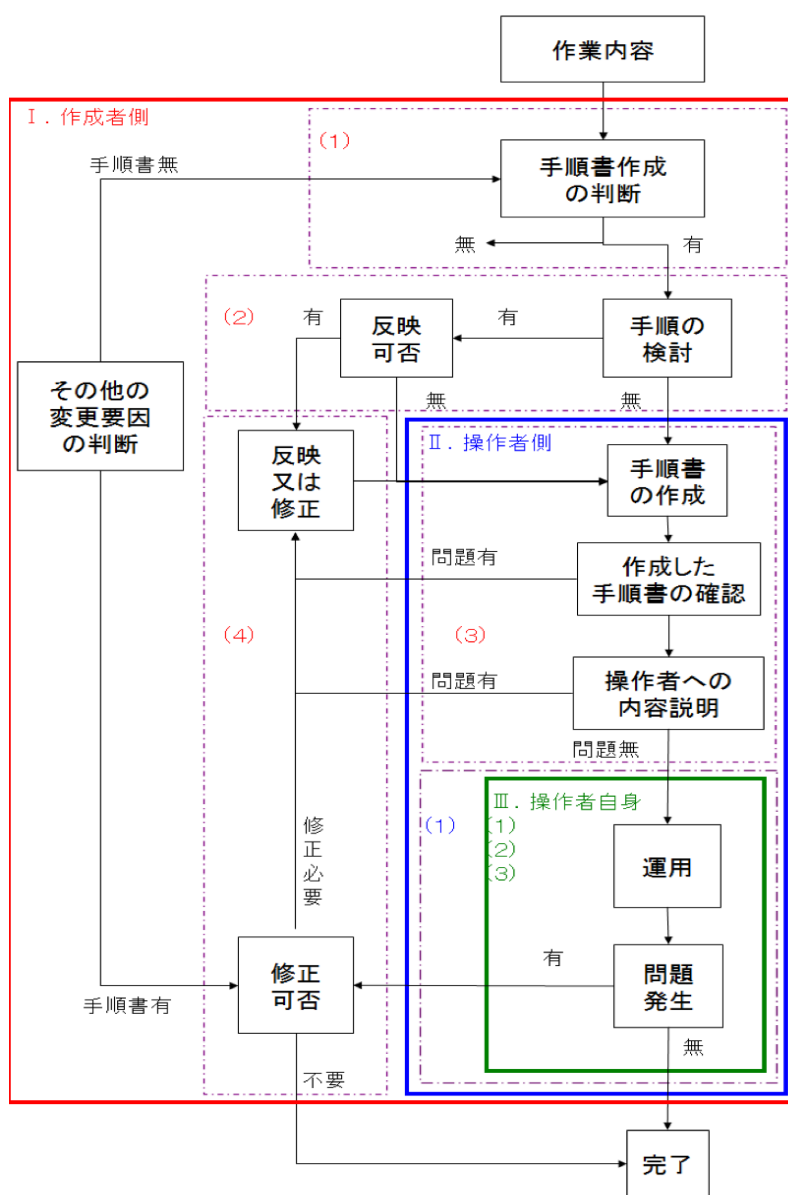 作業内容
Ⅰ．作成者側
(1)
手順書無
手順書作成
の判断
無
有
(2)
有
反映
可否
有
手順の
検討
その他の
変更要因
の判断
無
無
反映
又は
修正
Ⅱ．操作者側
手順書
の作成
問題有
作成した
手順書の確認
(4)
(3)
問題有
操作者への
内容説明
問題無
Ⅲ．操作者自身
(1)
(1)
(2)
(3)
運用
修
正
必
要
有
修正
可否
問題
発生
手順書有
無
不要
完了